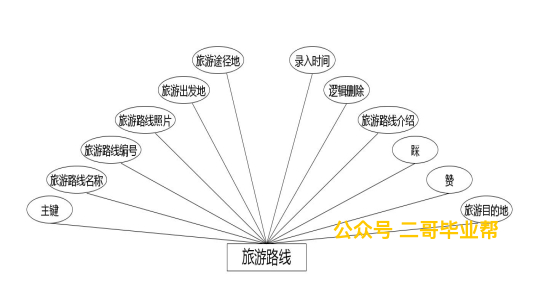 旅游途径地
录入时间
旅游出发地
逻辑删除
旅游路线照片
旅游路线介绍
旅游路线编号
踩
旅游路线名称
赞
主键
旅游目的地
公众号 二哥毕业帮
旅游路线